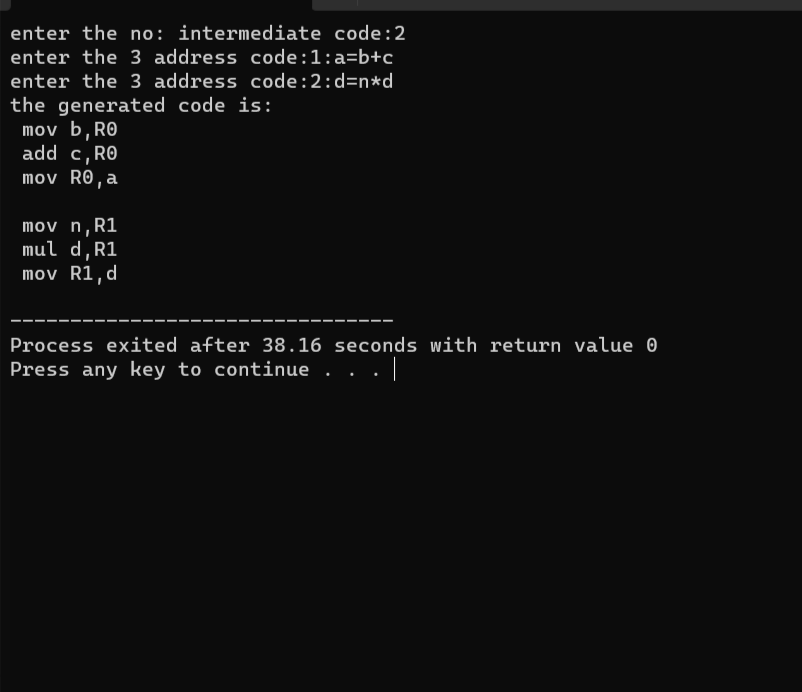 enter the no: intermediate code:2
enter the 3 address code:1:a=b+c
enter the 3 address code:2:d=n*d
the generated code is:
 mov b,R0
 add c,R0
 mov R0,a

 mov n,R1
 mul d,R1
 mov R1,d

--------------------------------
Process exited after 38.16 seconds with return value 0
Press any key to continue . . .